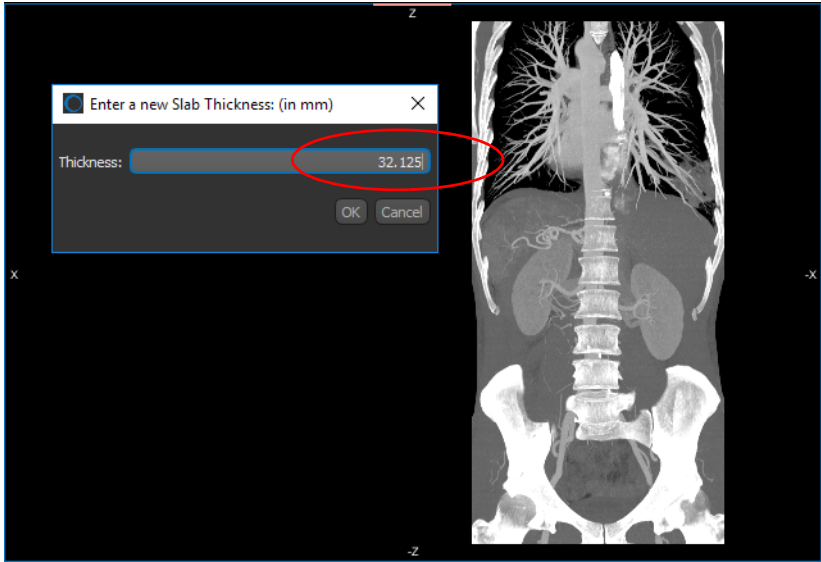 Z
Enter a new Slab Thickness: (in mm)
Thickness: 32.125
OK Cancel
X -X
-Z